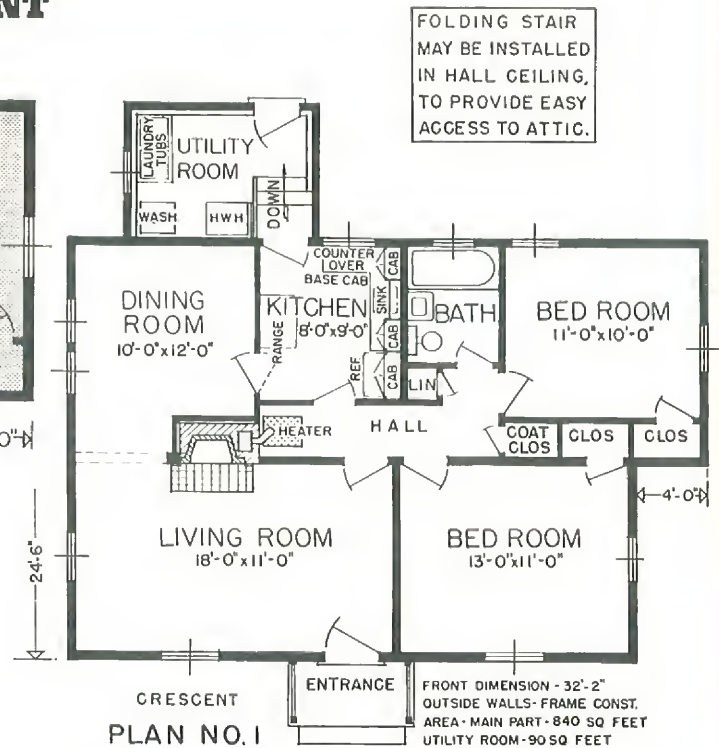 NT
FOLDING STAIR
MAY BE INSTALLED
IN HALL CEILING,
TO PROVIDE EASY
ACCESS TO ATTIC.
LAUNDRY
TUBS
UTILITY
ROOM
WASH
HWH
DOWN
COUNTER
OVER
BASE CAB
CAB
DINING
ROOM
10'-0"x12'-0"
KITCHEN
8'-0"x9'-0"
SINK
RANGE
CAB
REF
CAB
BATH
LIN
BED ROOM
11'-0"x10'-0"
0"
HEATER
HALL
COAT
CLOS
CLOS
CLOS
4'-0"
LIVING ROOM
18'-0"x11'-0"
BED ROOM
13'-0"x11'-0"
24'-6"
ENTRANCE
CRESCENT
PLAN NO. 1
FRONT DIMENSION - 32'-2"
OUTSIDE WALLS - FRAME CONST.
AREA - MAIN PART - 840 SQ FEET
UTILITY ROOM - 90 SQ FEET